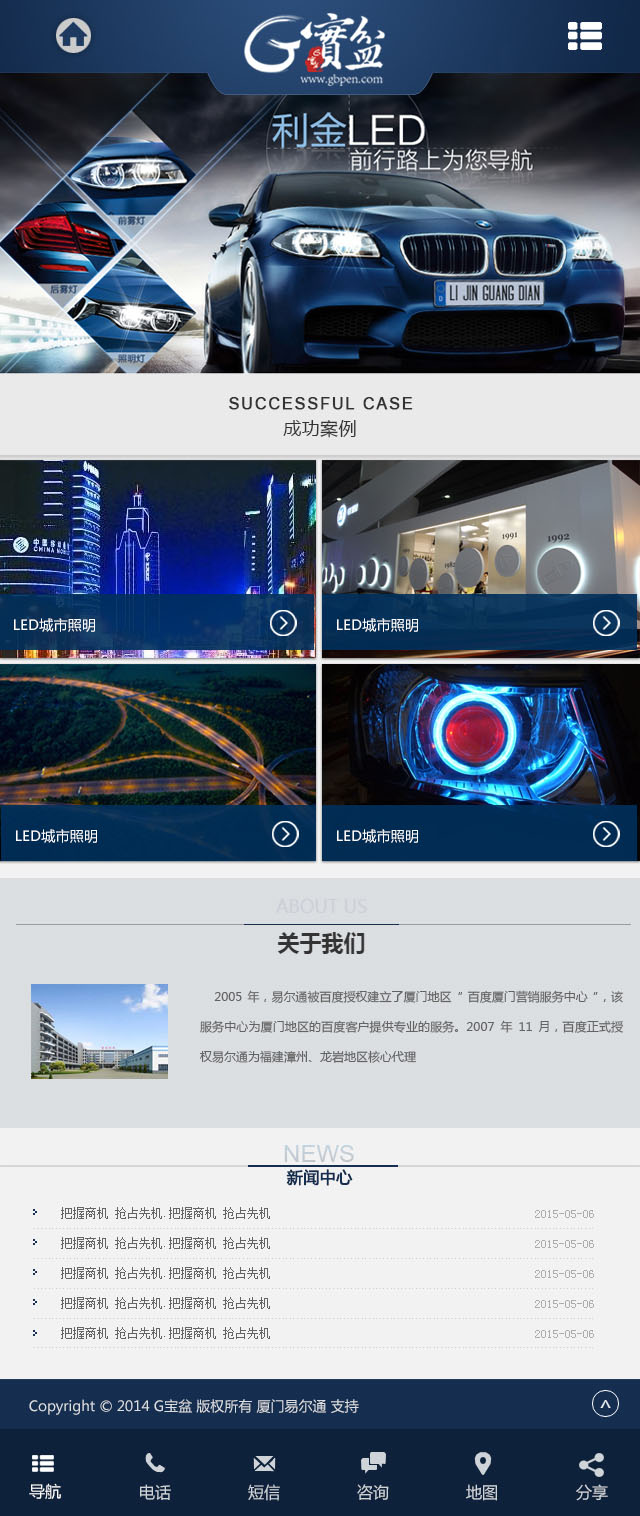 G寳盆
www.gbpen.com
利金LED
前行路上为您导航
前雾灯
后雾灯
照明灯
LI JIN GUANG DIAN
SUCCESSFUL CASE
成功案例
中国移动通信
CHINA MOBILE
1991
1992
LED城市照明
LED城市照明
LED城市照明
LED城市照明
ABOUT US
关于我们
2005 年，易尔通被百度授权建立了厦门地区 ” 百度厦门营销服务中心 “，该
服务中心为厦门地区的百度客户提供专业的服务。2007 年 11 月，百度正式授
权易尔通为福建漳州、龙岩地区核心代理
NEWS
新闻中心
把握商机 抢占先机. 把握商机 抢占先机 2015-05-06
把握商机 抢占先机. 把握商机 抢占先机 2015-05-06
把握商机 抢占先机. 把握商机 抢占先机 2015-05-06
把握商机 抢占先机. 把握商机 抢占先机 2015-05-06
把握商机 抢占先机. 把握商机 抢占先机 2015-05-06
Copyright © 2014 G宝盆 版权所有 厦门易尔通 支持
导航 电话 短信 咨询 地图 分享